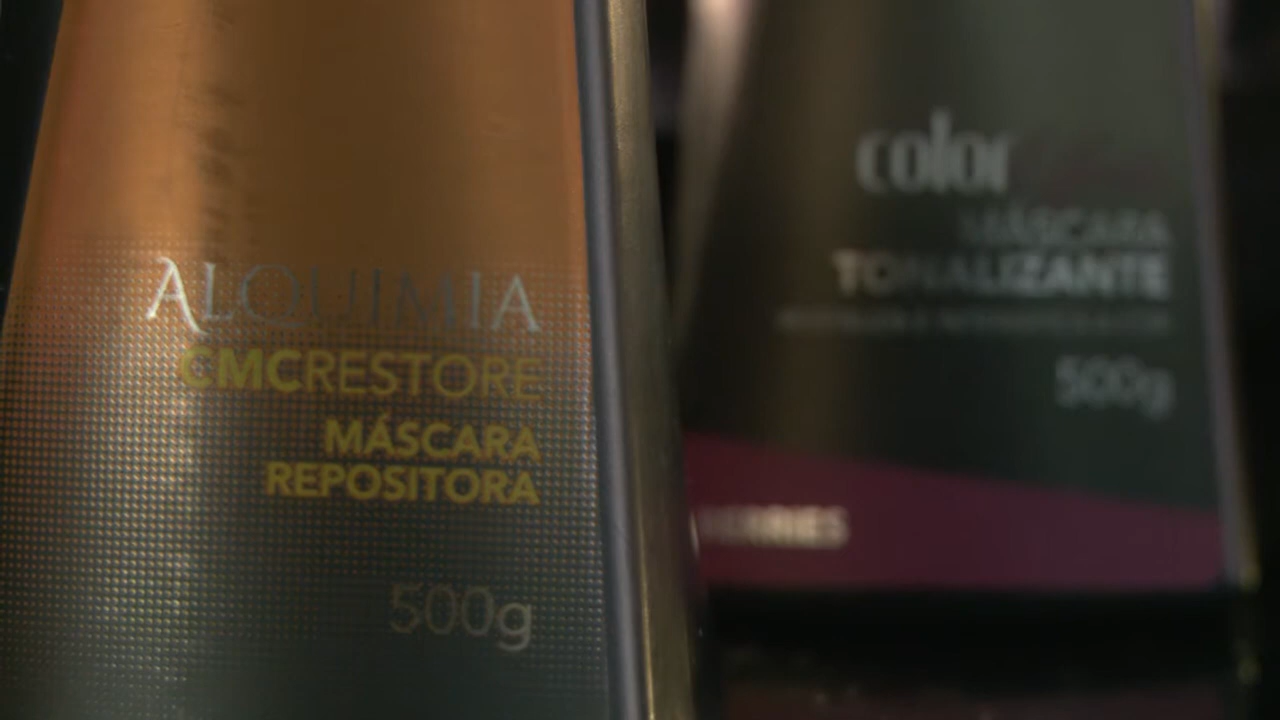 ALQUIMIA
CMCRESTORE
MÁSCARA
REPOSITORA
500g
color
MÁSCARA
TONALIZANTE
500g